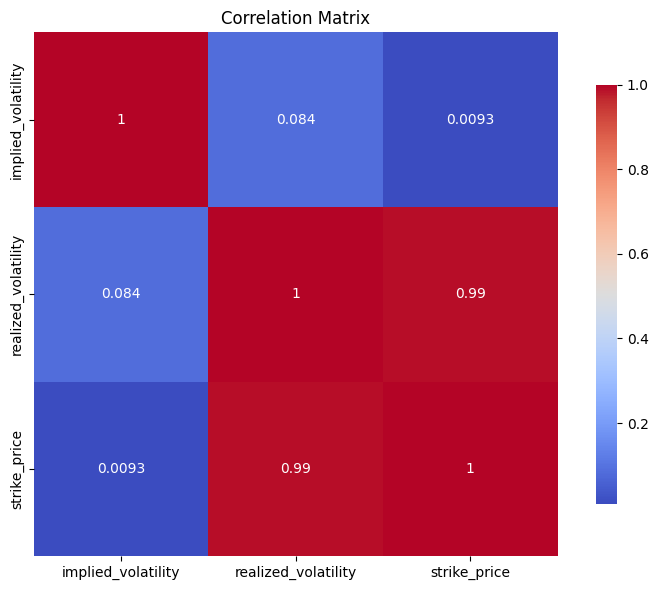 Correlation Matrix
implied_volatility
1
0.084
0.0093
1.0
0.8
0.6
0.4
0.2
realized_volatility
0.084
1
0.99
strike_price
0.0093
0.99
1
implied_volatility
realized_volatility
strike_price